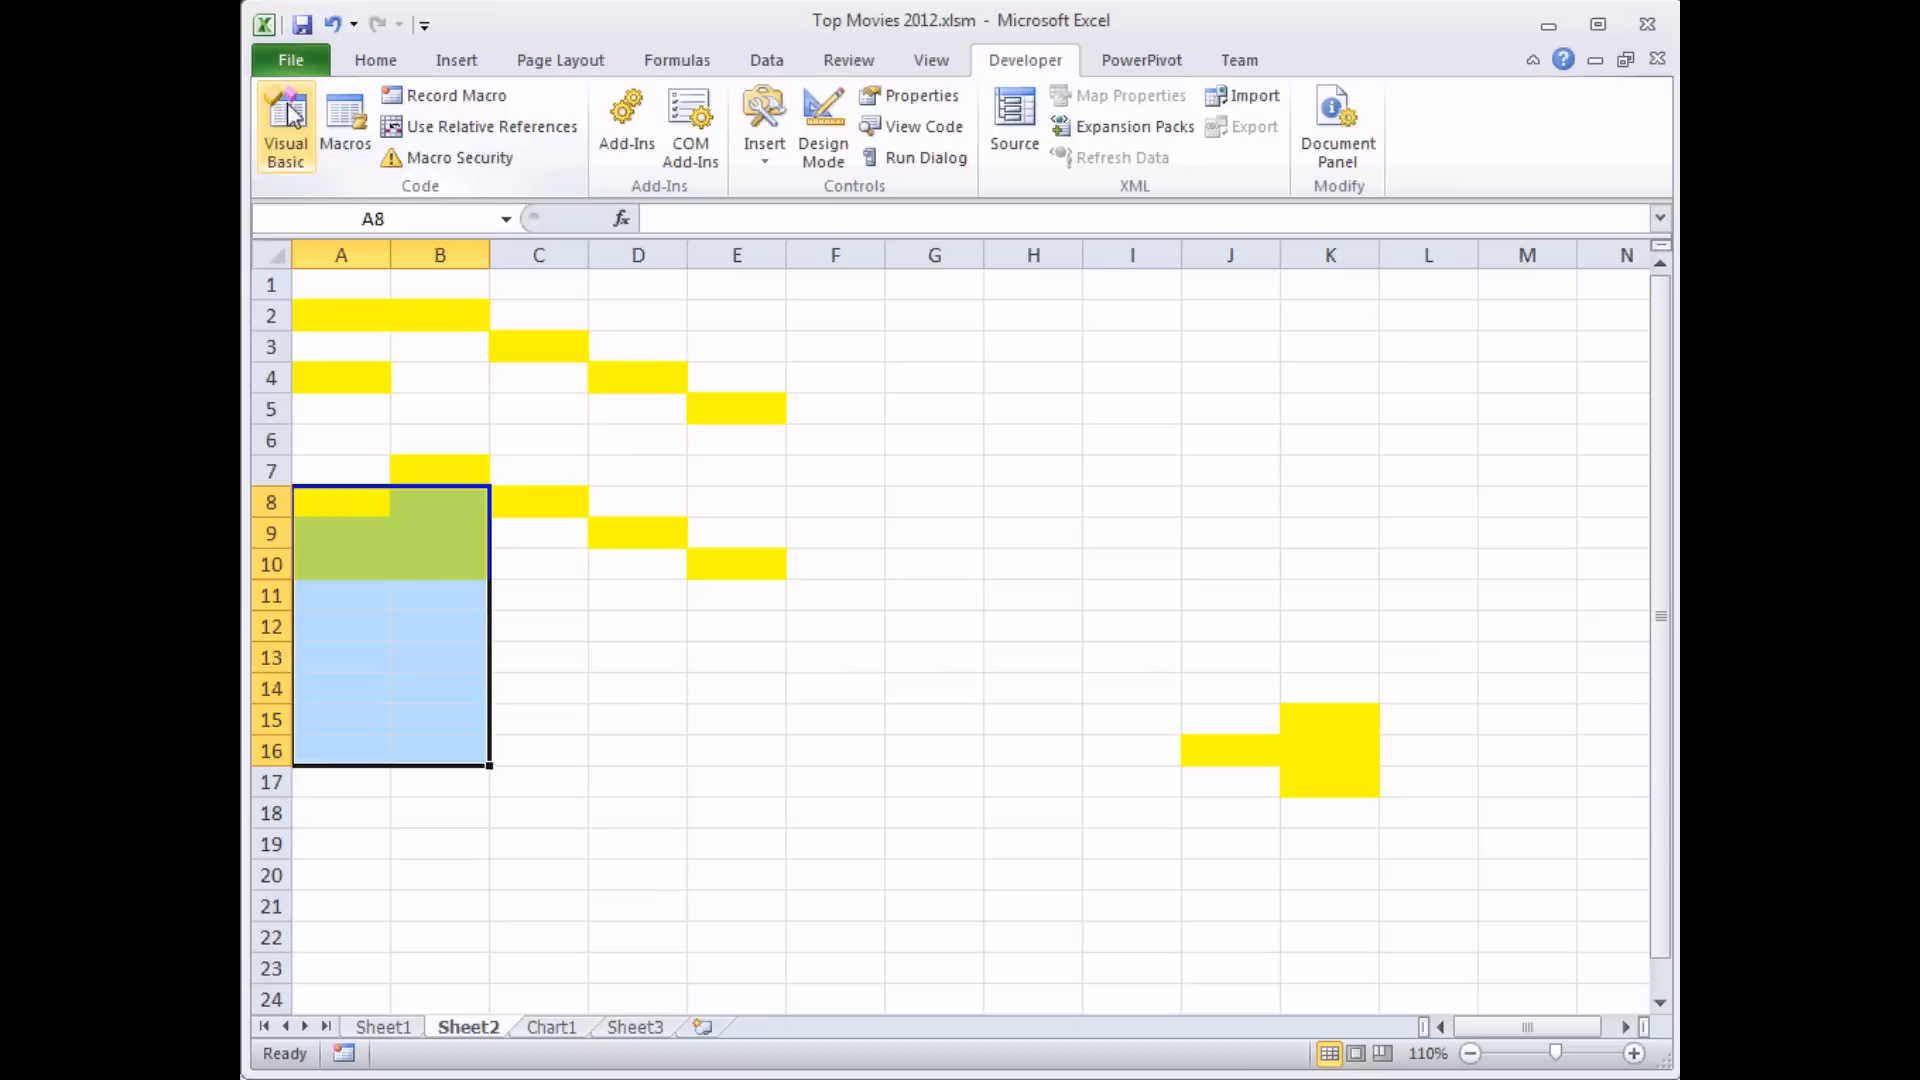 Top Movies 2012.xlsm - Microsoft Excel
File Home Insert Page Layout Formulas Data Review View Developer PowerPivot Team
Visual Basic
Macros
Record Macro
Use Relative References
Macro Security
Code
Add-Ins
COM Add-Ins
Add-Ins
Insert
Design Mode
Properties
View Code
Run Dialog
Controls
Source
Map Properties
Expansion Packs
Refresh Data
Import
Export
XML
Document Panel
Modify
A8 fx
A B C D E F G H I J K L M N
1
2
3
4
5
6
7
8
9
10
11
12
13
14
15
16
17
18
19
20
21
22
23
24
Sheet1 Sheet2 Chart1 Sheet3
Ready 110%